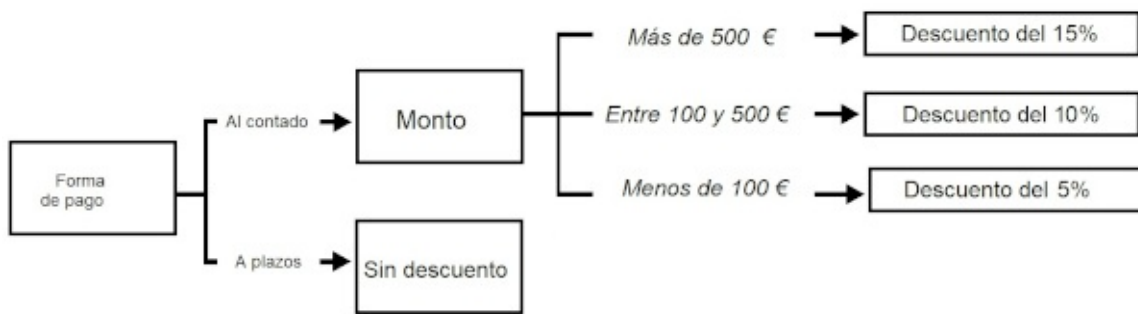 Forma
de pago
Al contado
A plazos
Monto
Sin descuento
Más de 500 €
Entre 100 y 500 €
Menos de 100 €
Descuento del 15%
Descuento del 10%
Descuento del 5%